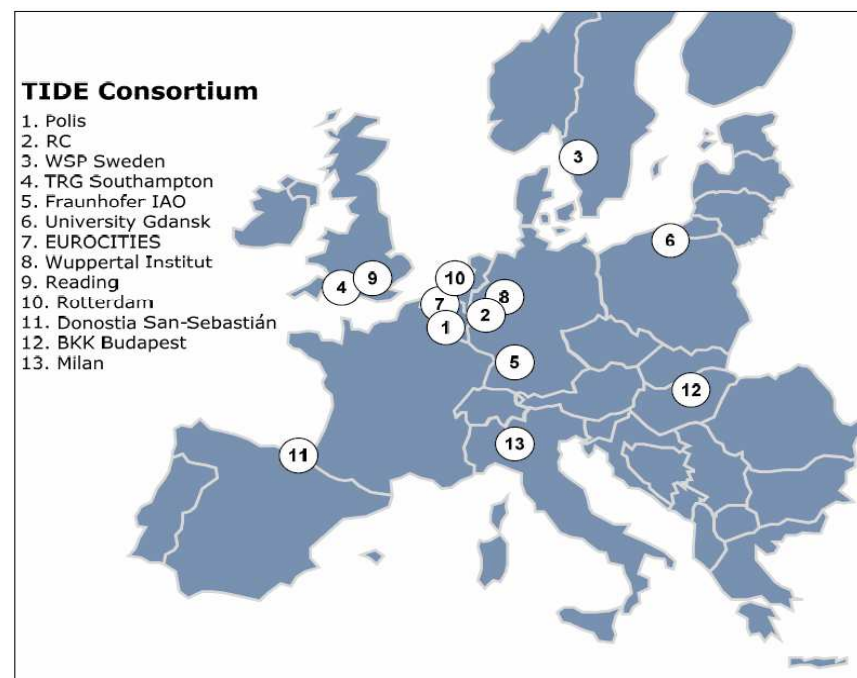 TIDE Consortium
1. Polis
2. RC
3. WSP Sweden
4. TRG Southampton
5. Fraunhofer IAO
6. University Gdansk
7. EUROCITIES
8. Wuppertal Institut
9. Reading
10. Rotterdam
11. Donostia San-Sebastián
12. BKK Budapest
13. Milan
3
6
9
10
4
7
8
2
1
5
12
13
11